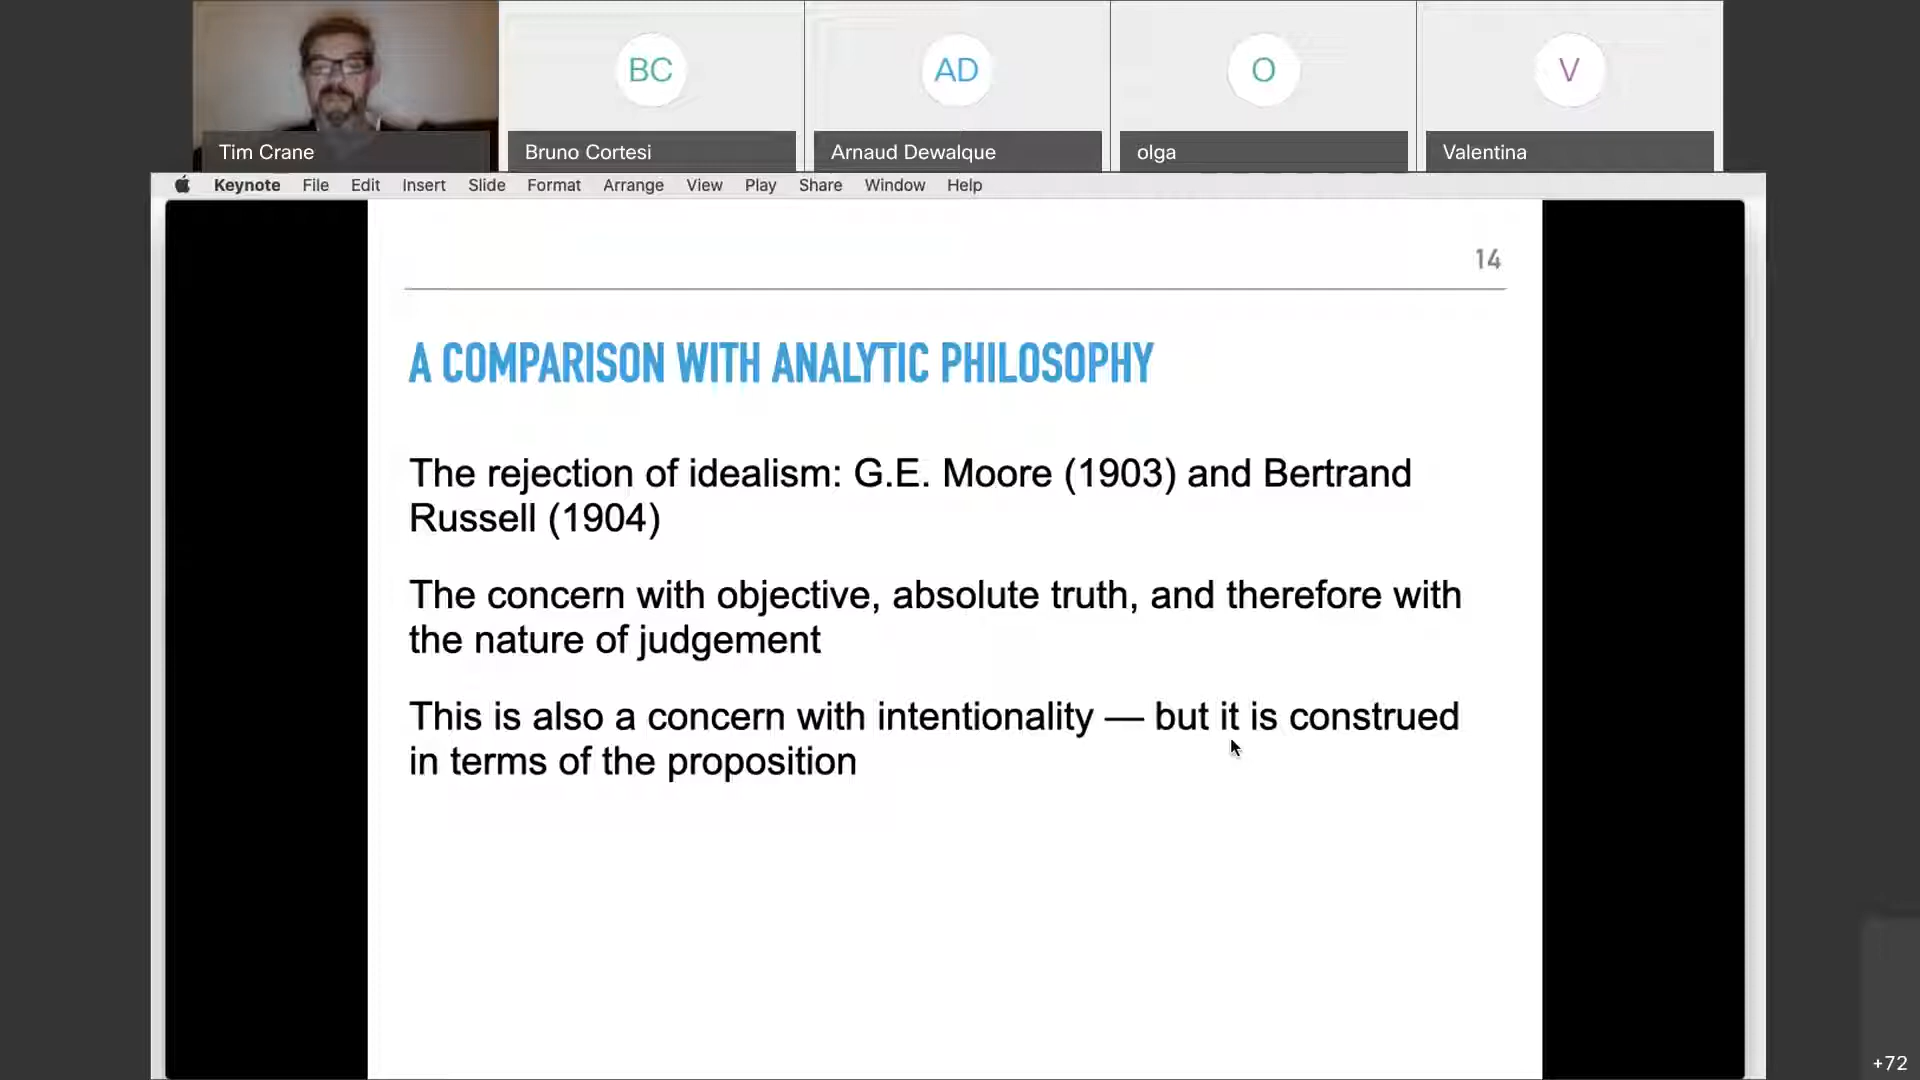 BC
AD
O
V
Tim Crane
Bruno Cortesi
Arnaud Dewalque
olga
Valentina
Keynote File Edit Insert Slide Format Arrange View Play Share Window Help
14
A COMPARISON WITH ANALYTIC PHILOSOPHY
The rejection of idealism: G.E. Moore (1903) and Bertrand
Russell (1904)
The concern with objective, absolute truth, and therefore with
the nature of judgement
This is also a concern with intentionality — but it is construed
in terms of the proposition
+72